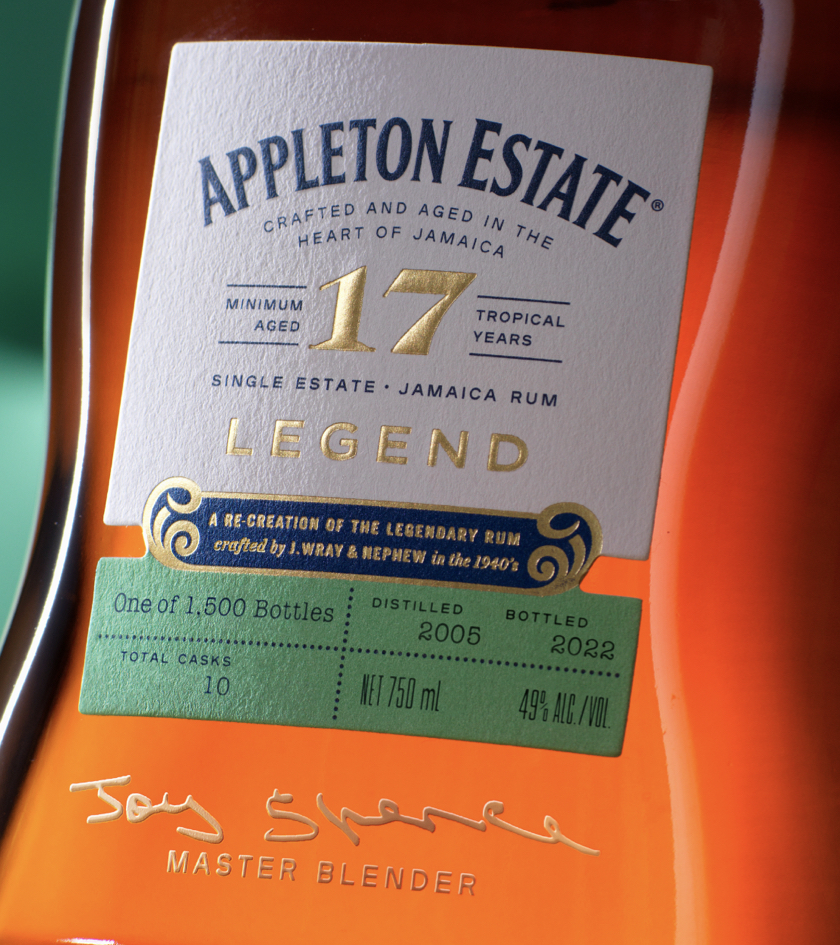 APPLETON ESTATE®
CRAFTED AND AGED IN THE
HEART OF JAMAICA
MINIMUM
AGED
17
TROPICAL
YEARS
SINGLE ESTATE · JAMAICA RUM
LEGEND
A RE-CREATION OF THE LEGENDARY RUM
crafted by J.WRAY & NEPHEW in the 1940's
One of 1,500 Bottles
DISTILLED
2005
BOTTLED
2022
TOTAL CASKS
10
NET 750 ml
49% ALC./VOL.
Joy Spence
MASTER BLENDER